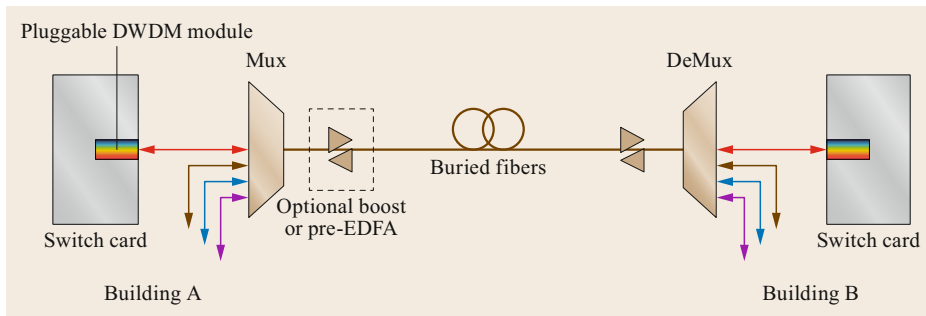 Pluggable DWDM module
Mux
DeMux
Buried fibers
Optional boost
or pre-EDFA
Switch card
Switch card
Building A
Building B